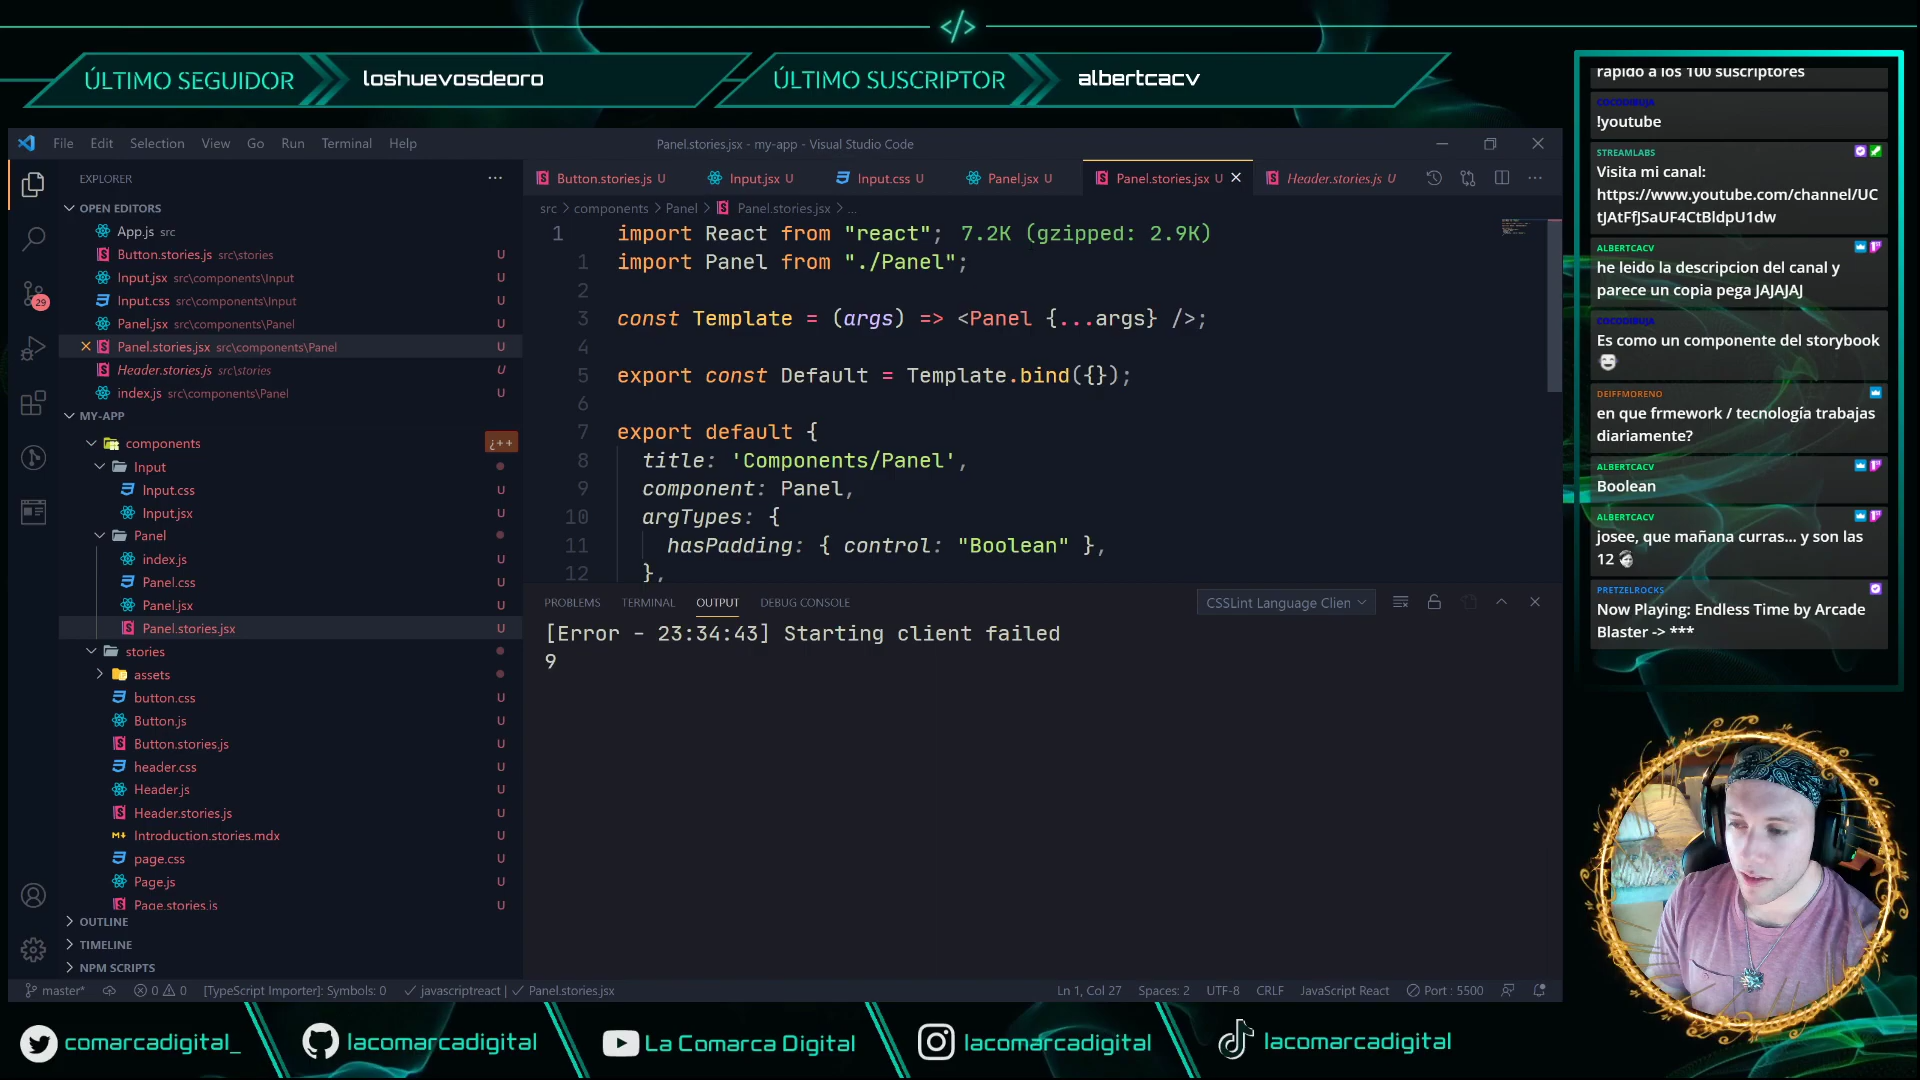 </>
ÚLTIMO SEGUIDOR
loshuevosdeoro
ÚLTIMO SUSCRIPTOR
albertcacv
File Edit Selection View Go Run Terminal Help
Panel.stories.jsx - my-app - Visual Studio Code
EXPLORER
OPEN EDITORS
App.js src
Button.stories.js src\stories U
Input.jsx src\components\Input U
Input.css src\components\Input U
Panel.jsx src\components\Panel U
Panel.stories.jsx src\components\Panel U
Header.stories.js src\stories U
index.js src\components\Panel U
MY-APP
components ¿++
Input
Input.css U
Input.jsx U
Panel
index.js U
Panel.css U
Panel.jsx U
Panel.stories.jsx U
stories
assets
button.css U
Button.js U
Button.stories.js U
header.css U
Header.js U
Header.stories.js U
Introduction.stories.mdx U
page.css U
Page.js U
Page.stories.js U
OUTLINE
TIMELINE
NPM SCRIPTS
29
Button.stories.js U Input.jsx U Input.css U Panel.jsx U Panel.stories.jsx U Header.stories.js U
src > components > Panel > Panel.stories.jsx > ...
1 import React from "react"; 7.2K (gzipped: 2.9K)
1 import Panel from "./Panel";
2
3 const Template = (args) => <Panel {...args} />;
4
5 export const Default = Template.bind({});
6
7 export default {
8 title: 'Components/Panel',
9 component: Panel,
10 argTypes: {
11 hasPadding: { control: "Boolean" },
12 },
PROBLEMS TERMINAL OUTPUT DEBUG CONSOLE
CSSLint Language Clien
[Error - 23:34:43] Starting client failed
9
master* 0 0 [TypeScript Importer]: Symbols: 0 javascriptreact | Panel.stories.jsx
Ln 1, Col 27 Spaces: 2 UTF-8 CRLF JavaScript React Port : 5500
rapido a los 100 suscriptores
COCODIRUJA
!youtube
STREAMLABS
Visita mi canal:
https://www.youtube.com/channel/UC
tJAtFfJSaUF4CtBldpU1dw
ALBERTCACV
he leido la descripcion del canal y
parece un copia pega JAJAJAJ
COCODIRUJA
Es como un componente del storybook
DEIFFMORENO
en que frmework / tecnología trabajas
diariamente?
ALBERTCACV
Boolean
ALBERTCACV
josee, que mañana curras... y son las
12
PRETZELROCKS
Now Playing: Endless Time by Arcade
Blaster -> ***
comarcadigital_
lacomarcadigital
La Comarca Digital
lacomarcadigital
lacomarcadigital